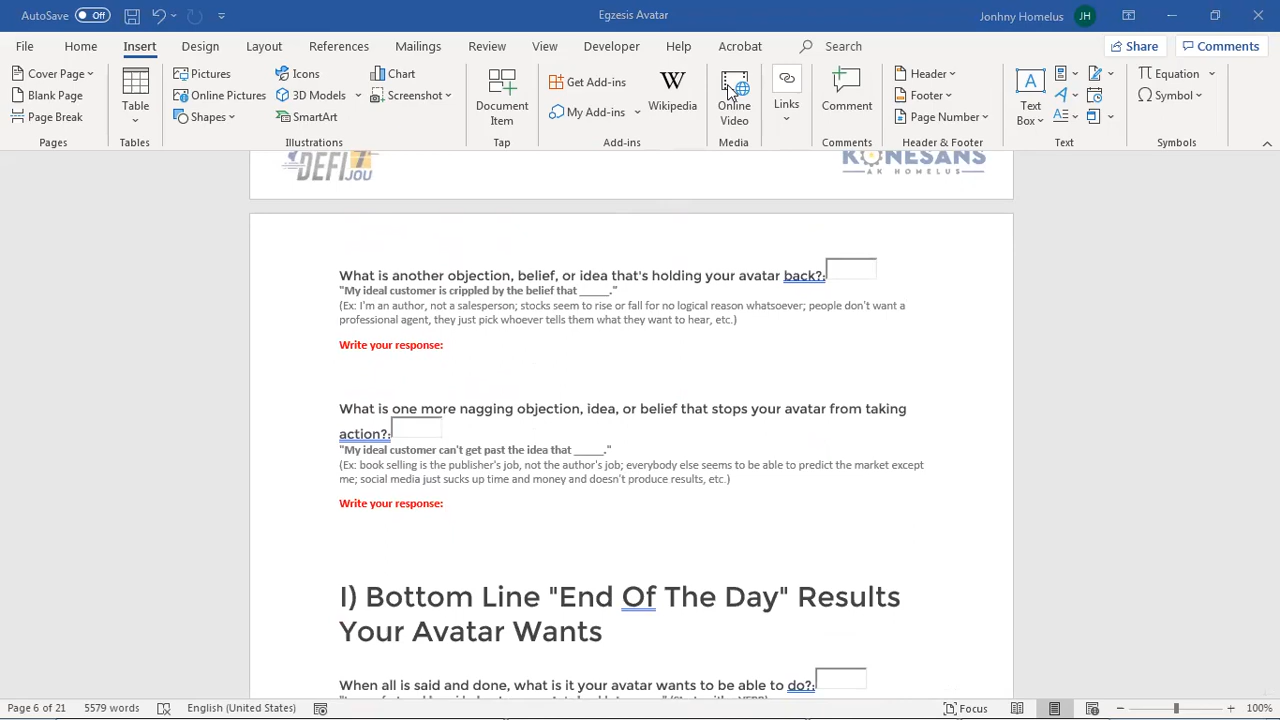 AutoSave Off Egzesis Avatar Jonhny Homelus JH
File Home Insert Design Layout References Mailings Review View Developer Help Acrobat Search Share Comments
Cover Page
Blank Page
Page Break
Pages
Table
Tables
Pictures
Online Pictures
Shapes
Icons
3D Models
SmartArt
Chart
Screenshot
Illustrations
Document
Item
Tap
Get Add-ins
My Add-ins
Wikipedia
Add-ins
Online
Video
Media
Links
Comment
Comments
Header
Footer
Page Number
Header & Footer
Text
Box
Text
Equation
Symbol
Symbols
DEFI JOU
KONESANS
AK HOMELUS
What is another objection, belief, or idea that's holding your avatar back?:
"My ideal customer is crippled by the belief that _____."
(Ex: I'm an author, not a salesperson; stocks seem to rise or fall for no logical reason whatsoever; people don't want a
professional agent, they just pick whoever tells them what they want to hear, etc.)
Write your response:
What is one more nagging objection, idea, or belief that stops your avatar from taking
action?:
"My ideal customer can't get past the idea that _____."
(Ex: book selling is the publisher's job, not the author's job; everybody else seems to be able to predict the market except
me; social media just sucks up time and money and doesn't produce results, etc.)
Write your response:
I) Bottom Line "End Of The Day" Results
Your Avatar Wants
When all is said and done, what is it your avatar wants to be able to do?:
Page 6 of 21 5579 words English (United States) Focus 100%